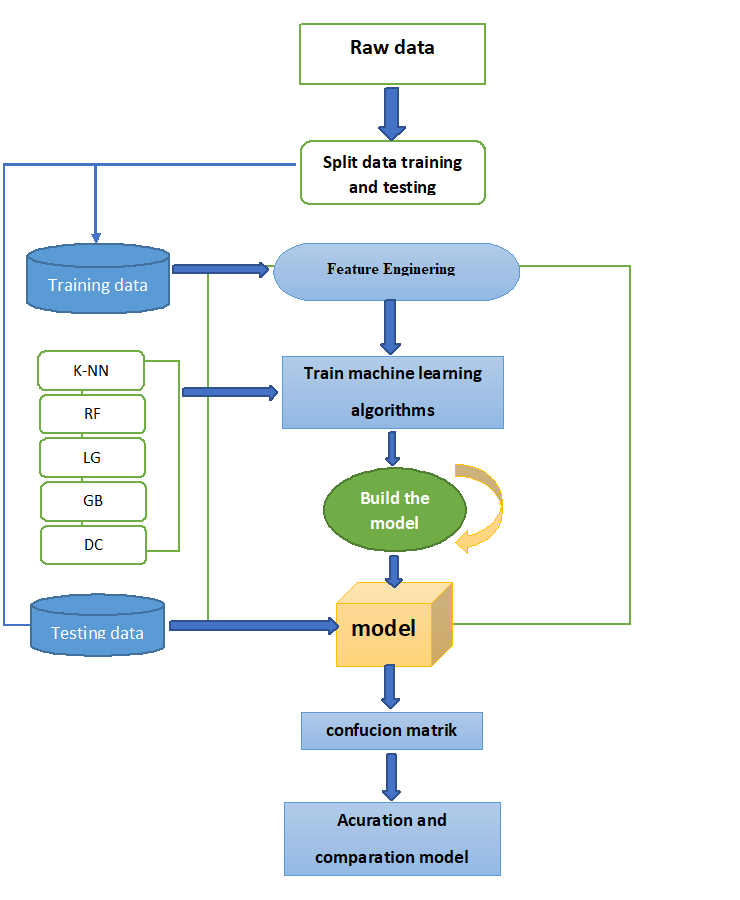 Raw data
Split data training
and testing
Training data
Feature Enginering
Train machine learning
algorithms
K-NN
RF
LG
GB
DC
Build the
model
Testing data
model
confucion matrik
Acuration and
comparation model